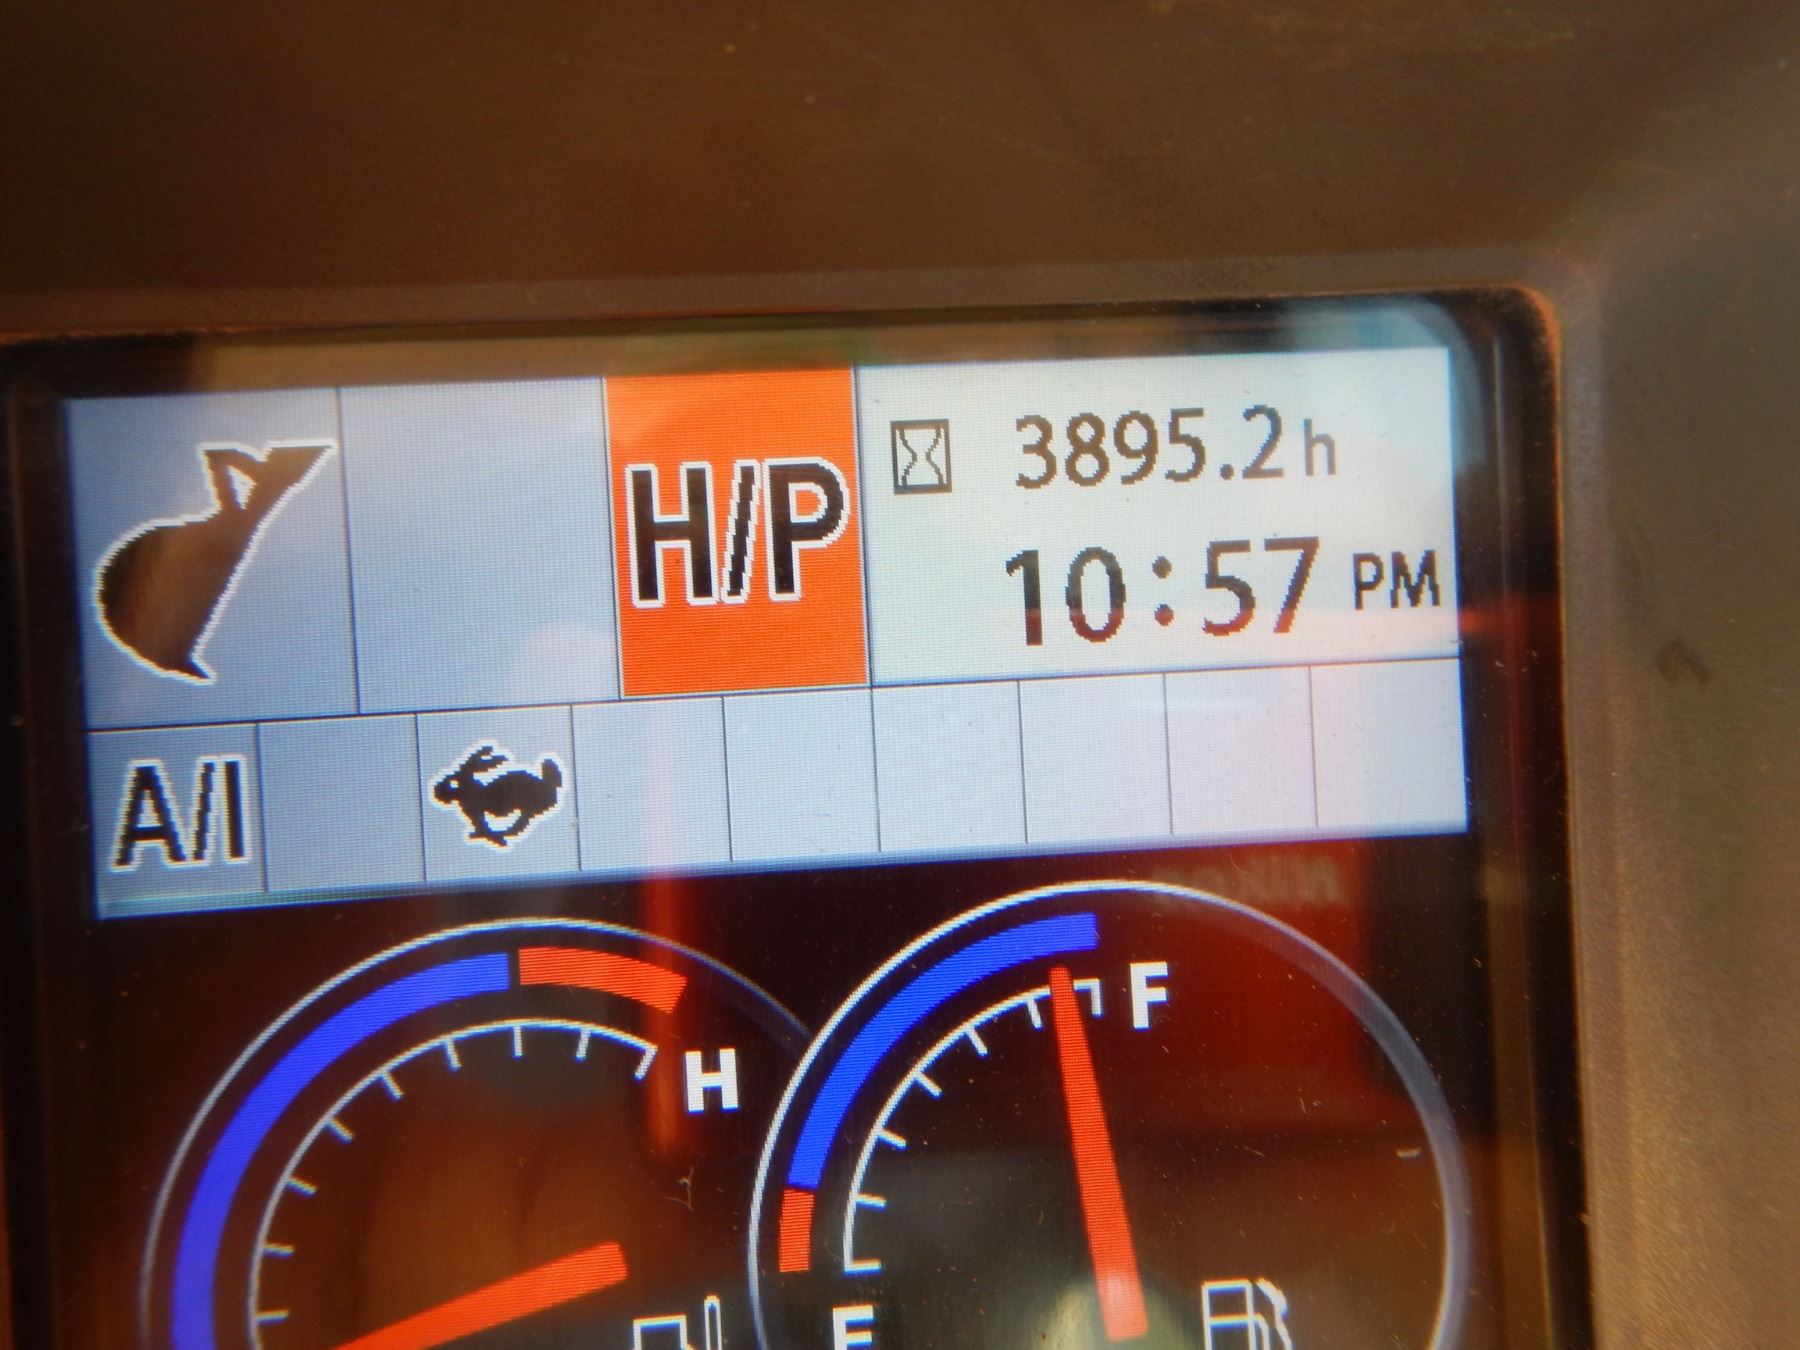 H/P
3895.2h
10:57 PM
A/I
H
F
E